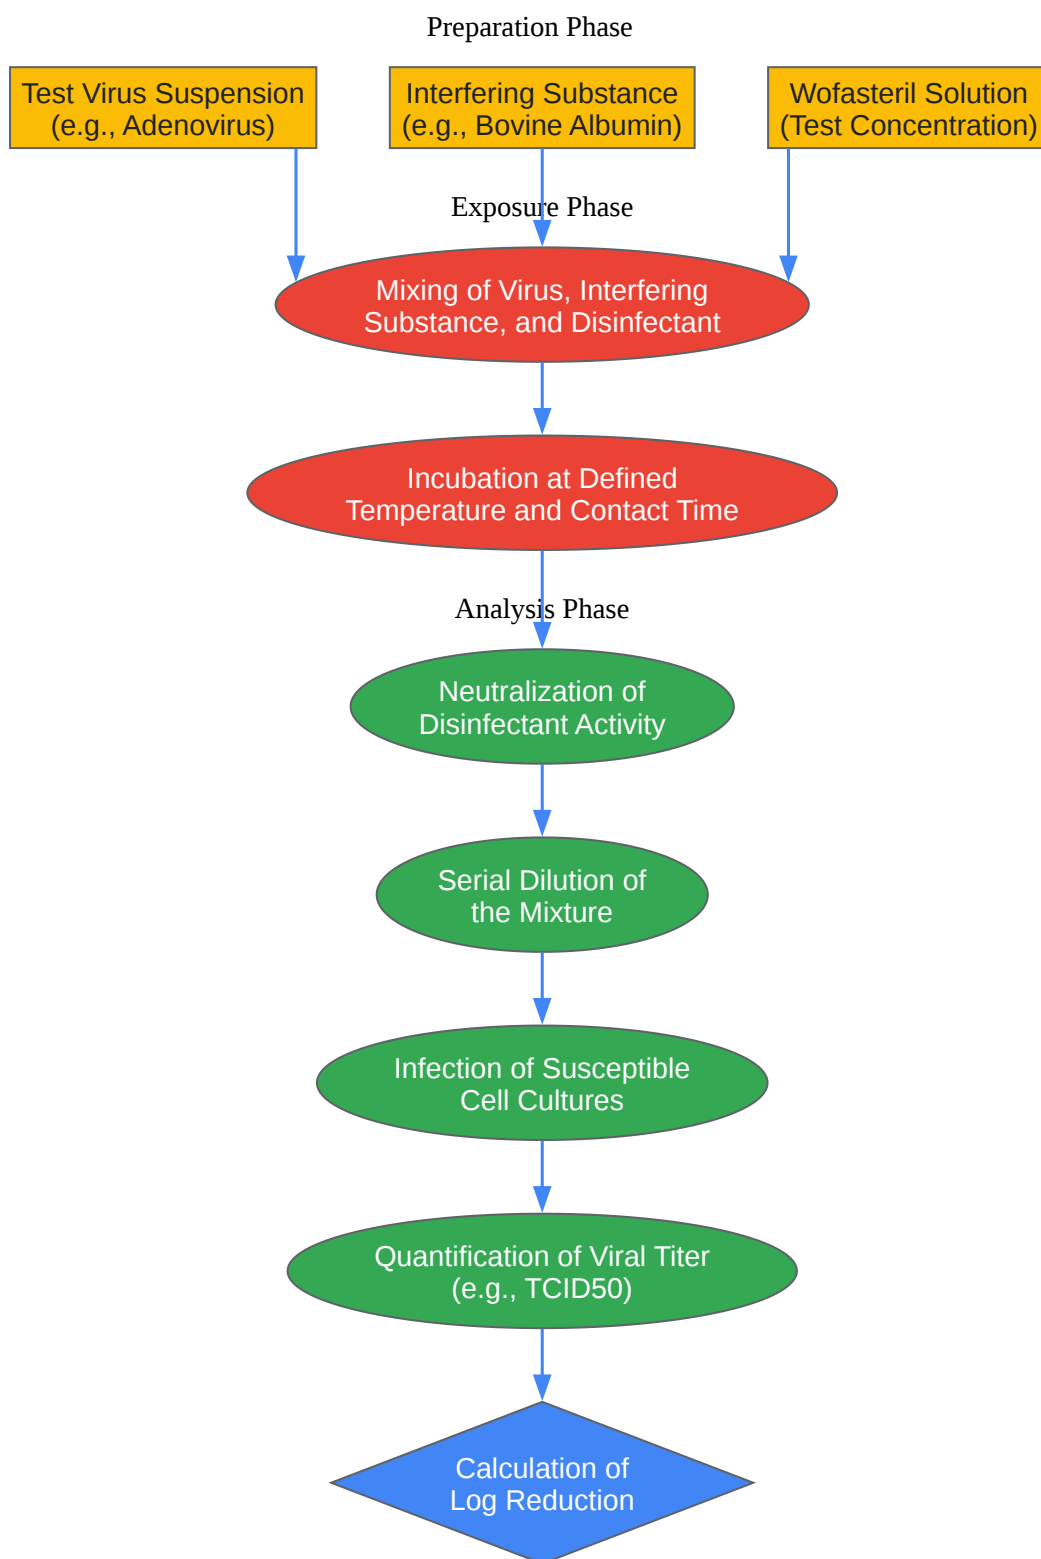 Preparation Phase
Test Virus Suspension
(e.g., Adenovirus)
Interfering Substance
(e.g., Bovine Albumin)
Wofasteril Solution
(Test Concentration)
Exposure Phase
Mixing of Virus, Interfering
Substance, and Disinfectant
Incubation at Defined
Temperature and Contact Time
Analysis Phase
Neutralization of
Disinfectant Activity
Serial Dilution of
the Mixture
Infection of Susceptible
Cell Cultures
Quantification of Viral Titer
(e.g., TCID50)
Calculation of
Log Reduction